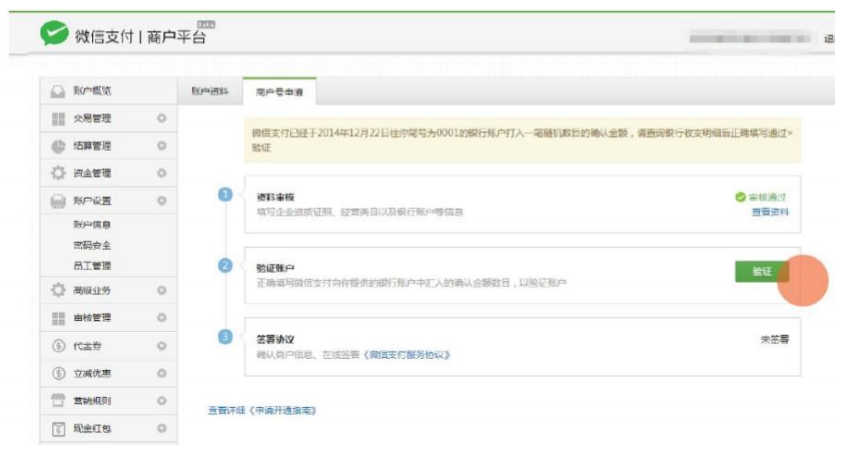 微信支付 | 商户平台 Beta
退
账户概览
交易管理
结算管理
资金管理
账户设置
账户信息
密码安全
员工管理
高级业务
审核管理
代金券
立减优惠
营销规则
现金红包
账户资料 商户号申请
微信支付已经于2014年12月22日往你尾号为0001的银行账户打入一笔随机数目的确认金额，请查询银行收支明细后正确填写通过×
验证
1 资料审核
填写企业资质证照、经营类目以及银行账户等信息
审核通过
查看资料
2 验证账户
正确填写微信支付向你提供的银行账户中汇入的确认金额数目，以验证账户
验证
3 签署协议
确认商户信息、在线签署《微信支付服务协议》
未签署
查看详细《申请开通指南》